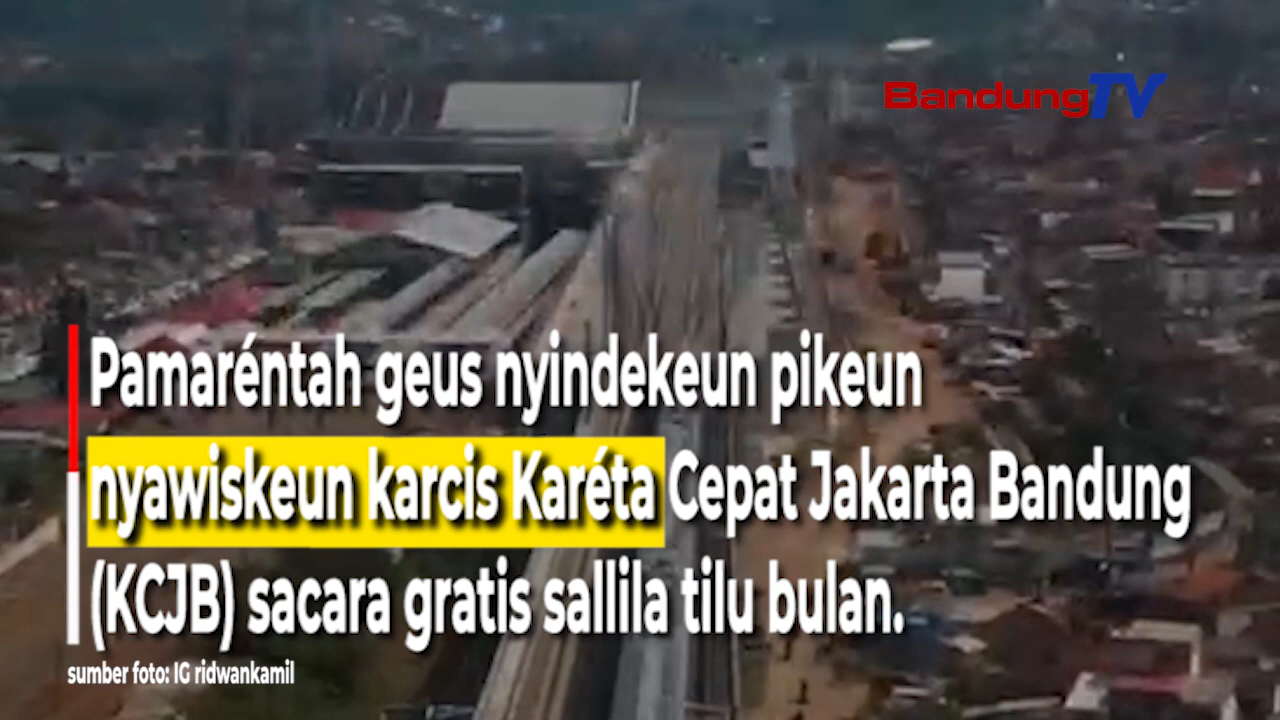 BandungTV
Pamaréntah geus nyindekeun pikeun
nyawiskeun karcis Karéta Cepat Jakarta Bandung
(KCJB) sacara gratis sallila tilu bulan.
sumber foto: IG ridwankamil